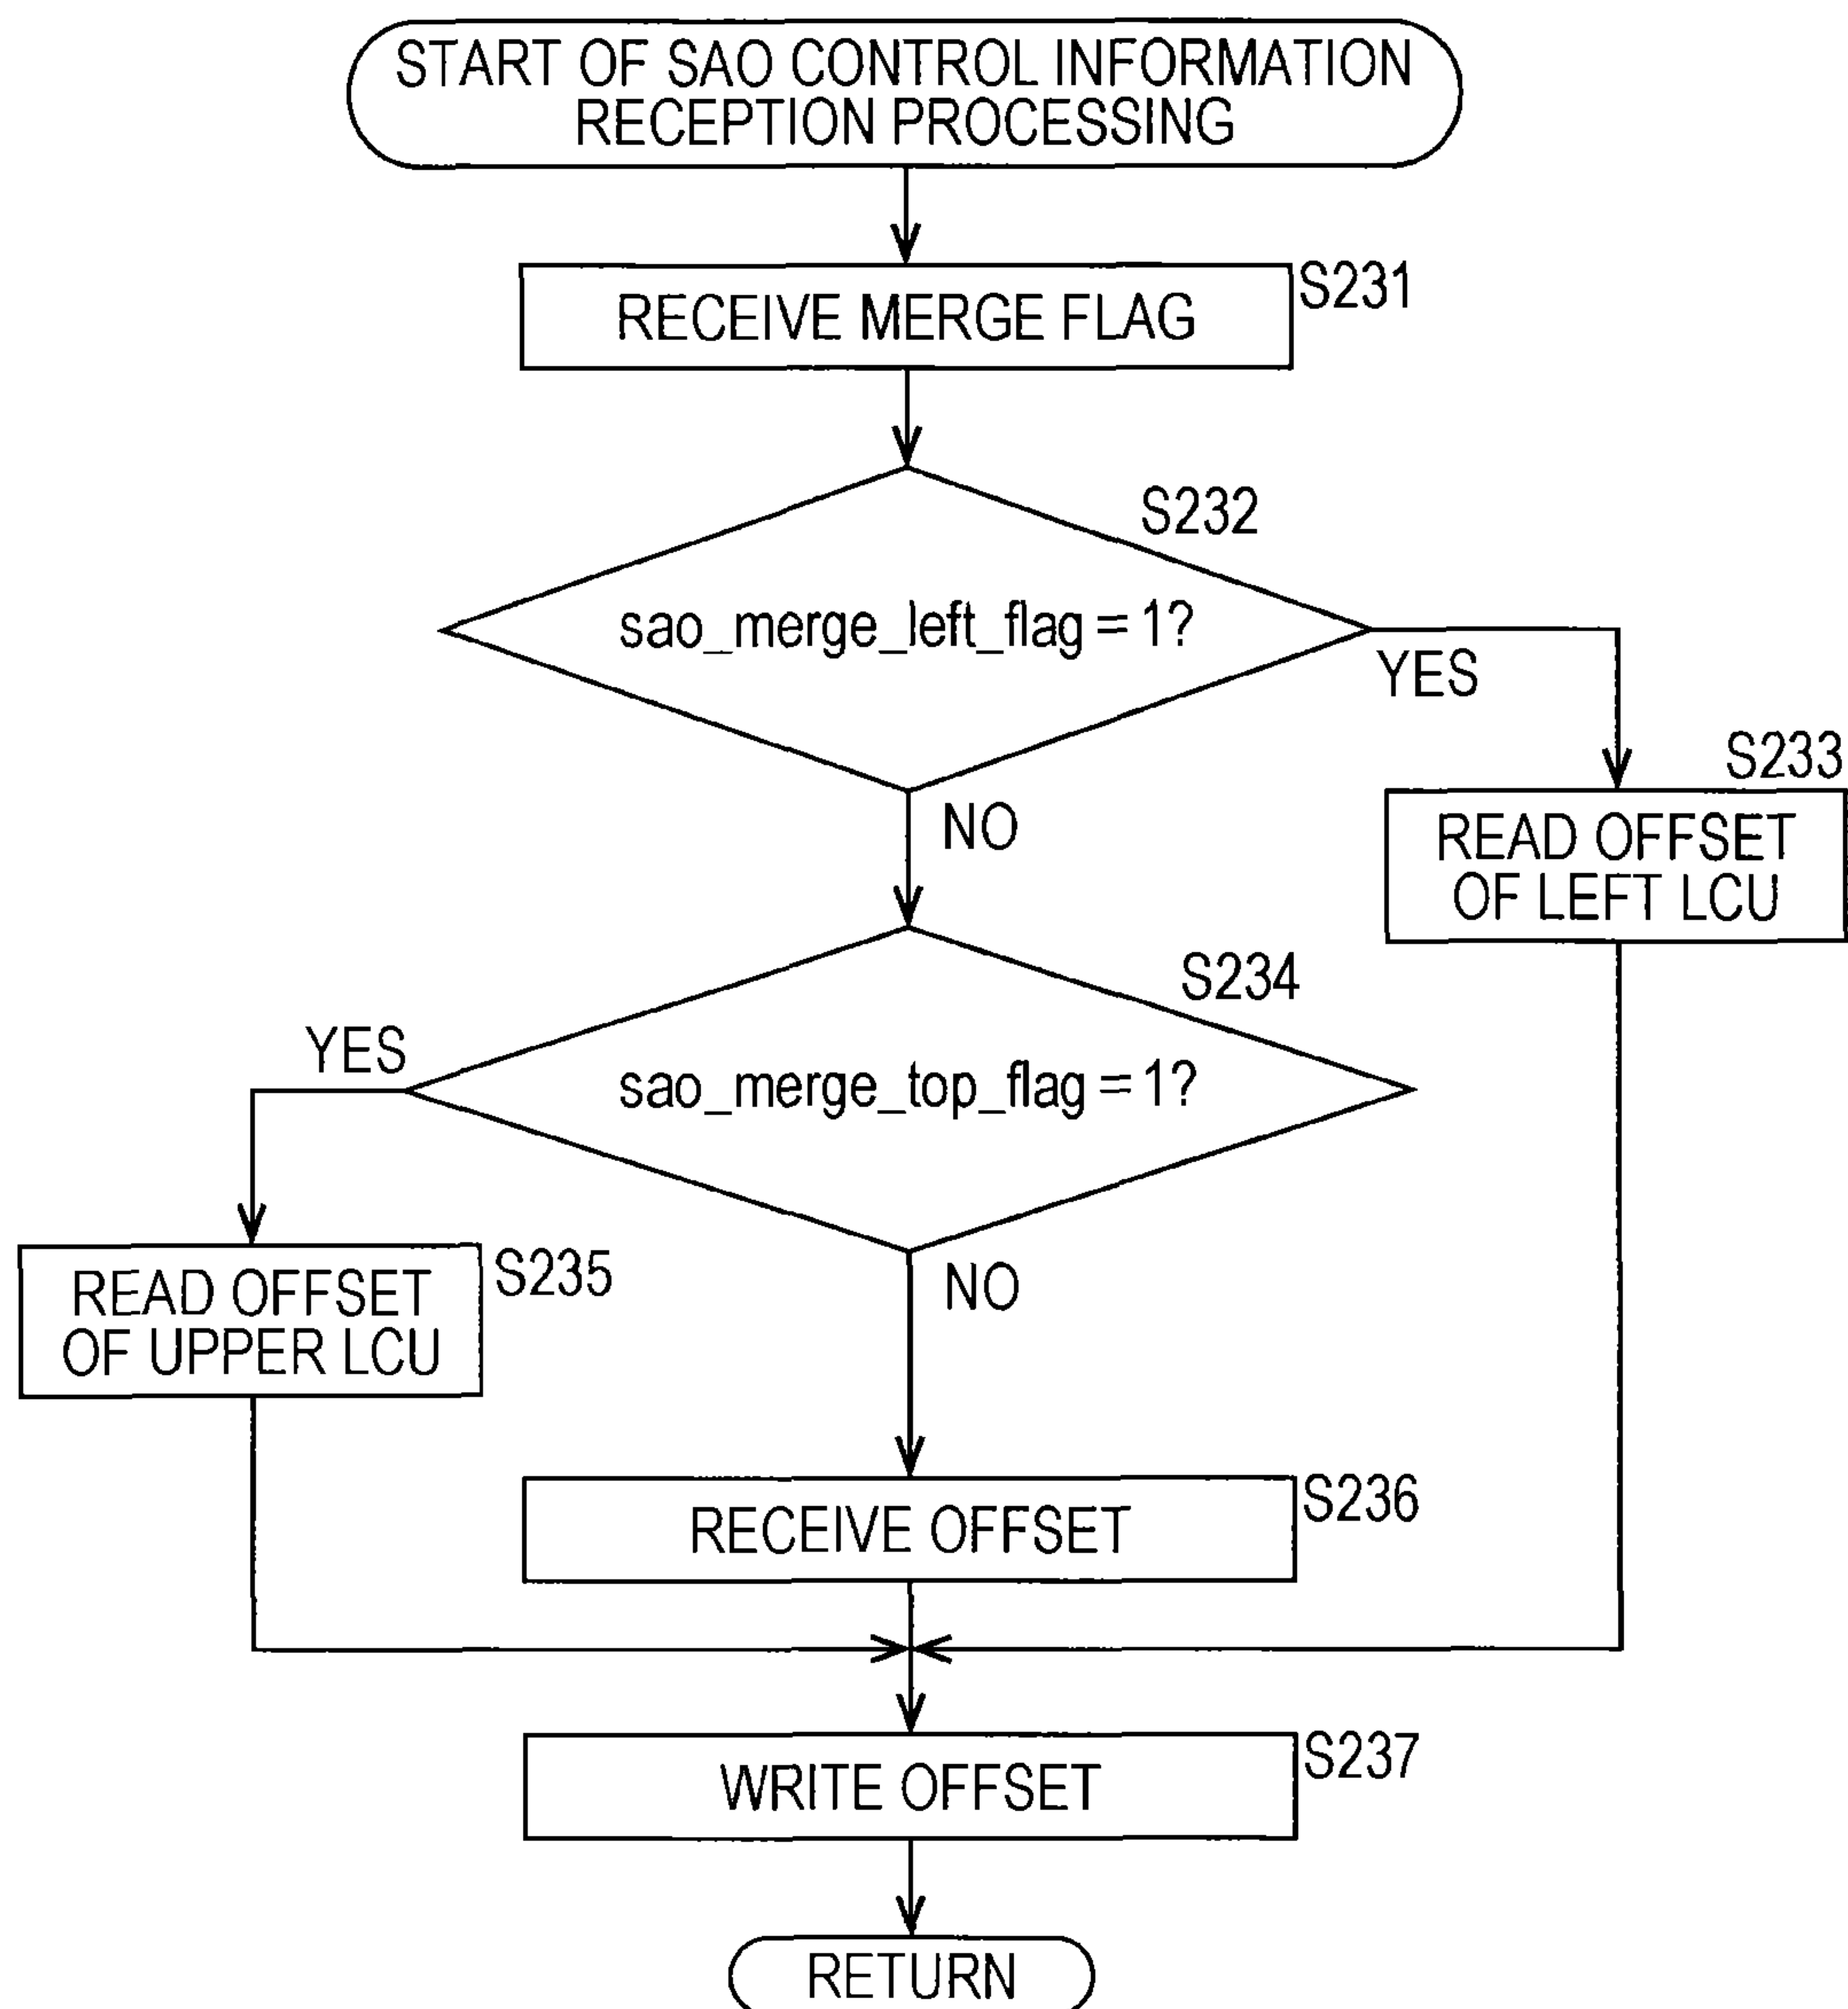 START OF SAO CONTROL INFORMATION
RECEPTION PROCESSING
S231
RECEIVE MERGE FLAG
S232
sao_merge_left_flag = 1?
YES
NO
S233
READ OFFSET
OF LEFT LCU
S234
YES
sao_merge_top_flag = 1?
S235
READ OFFSET
OF UPPER LCU
NO
S236
RECEIVE OFFSET
S237
WRITE OFFSET
RETURN